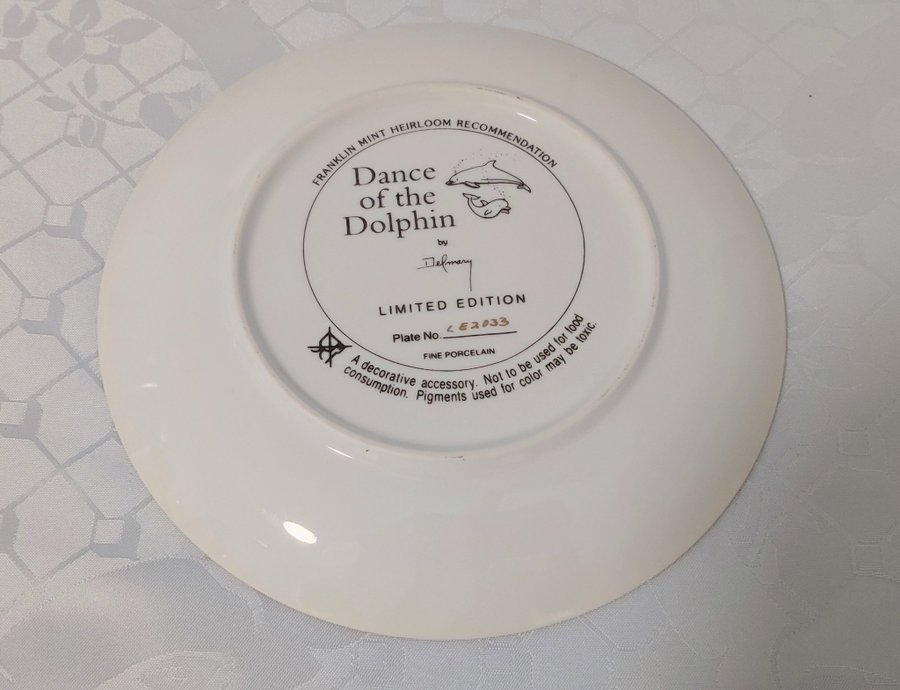 FRANKLIN MINT HEIRLOOM RECOMMENDATION
Dance
of the
Dolphin
by
Delmary
LIMITED EDITION
Plate No. LE2033
FINE PORCELAIN
A decorative accessory. Not to be used for food
consumption. Pigments used for color may be toxic.